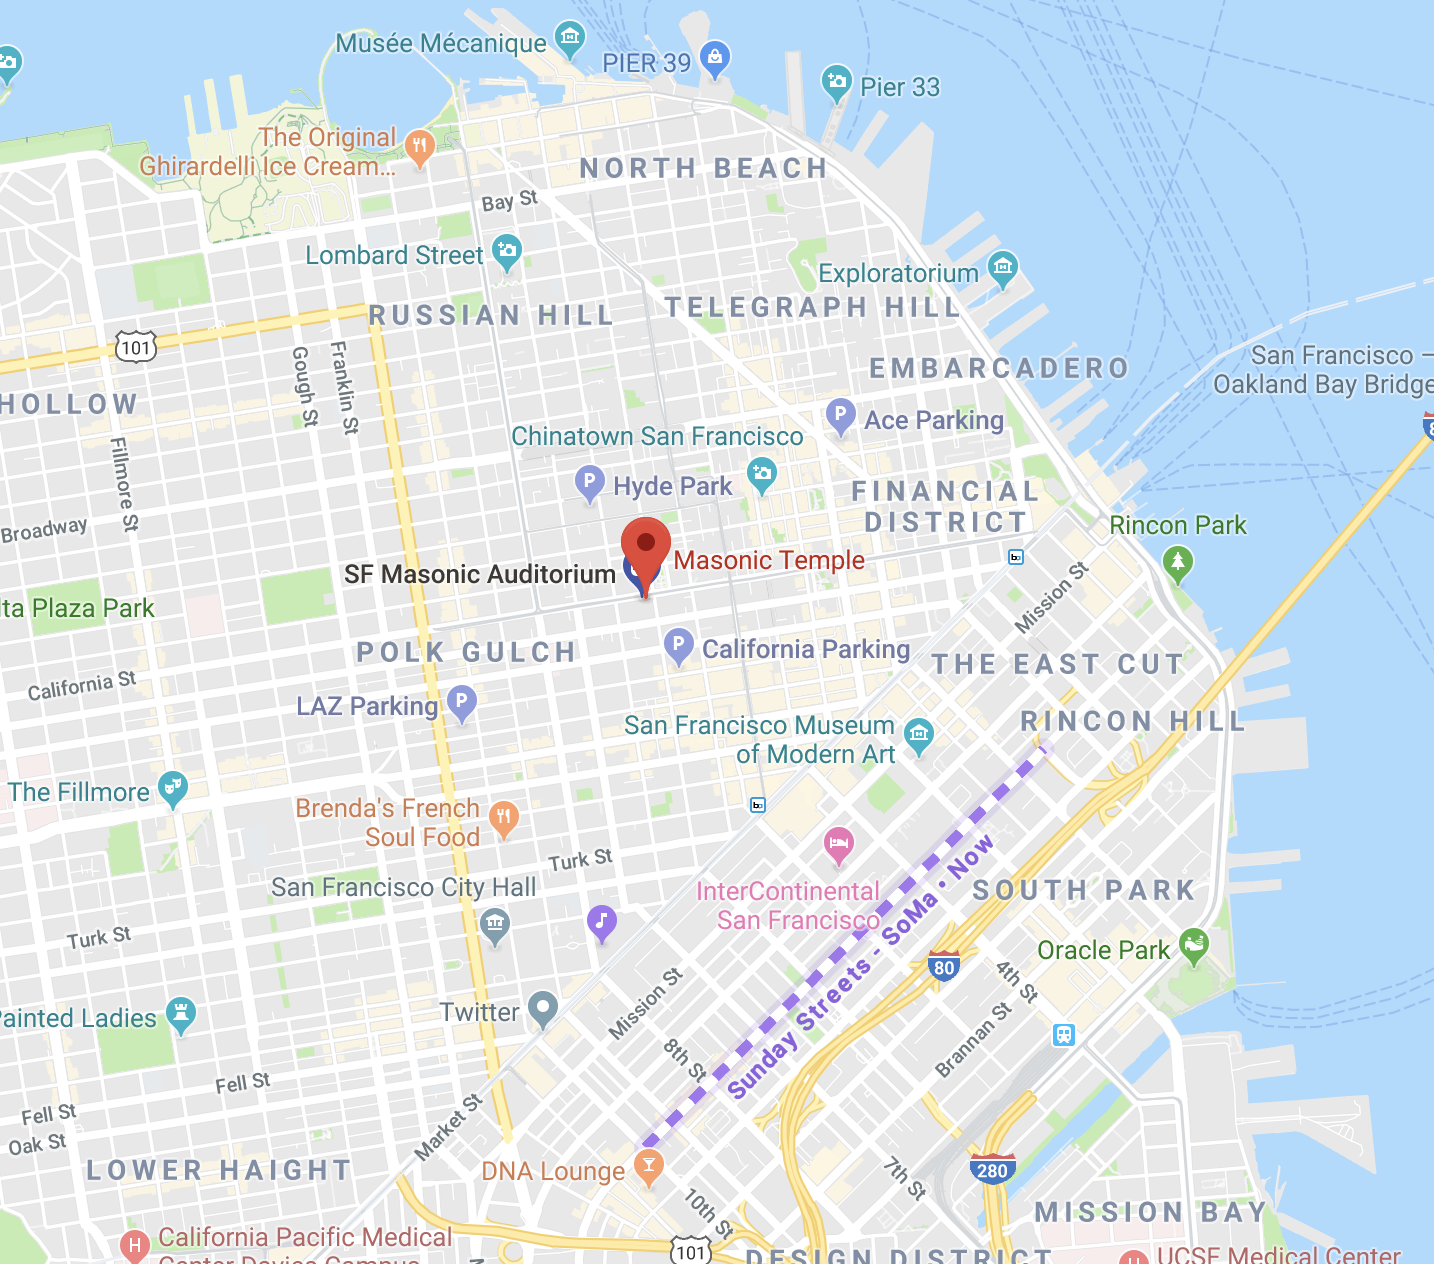 Musée Mécanique
PIER 39
Pier 33
The Original
Ghirardelli Ice Cream...
NORTH BEACH
Bay St
Lombard Street
Exploratorium
RUSSIAN HILL
TELEGRAPH HILL
101
Gough St
Franklin St
EMBARCADERO
San Francisco –
Oakland Bay Bridge
HOLLOW
Fillmore St
P
Ace Parking
Chinatown San Francisco
P
Hyde Park
FINANCIAL
DISTRICT
Broadway
Rincon Park
Masonic Temple
SF Masonic Auditorium
Mission St
lta Plaza Park
POLK GULCH
P
California Parking
THE EAST CUT
California St
LAZ Parking
P
San Francisco Museum
of Modern Art
RINCON HILL
The Fillmore
Brenda's French
Soul Food
Turk St
San Francisco City Hall
InterContinental
San Francisco
SOUTH PARK
Sunday Streets - SoMa • Now
Turk St
Oracle Park
80
4th St
Painted Ladies
Twitter
Mission St
8th St
Brannan St
Fell St
Fell St
Oak St
Market St
LOWER HAIGHT
DNA Lounge
7th St
280
10th St
MISSION BAY
H
California Pacific Medical
Center Davies Campus
101
DESIGN DISTRICT
H
UCSF Medical Center